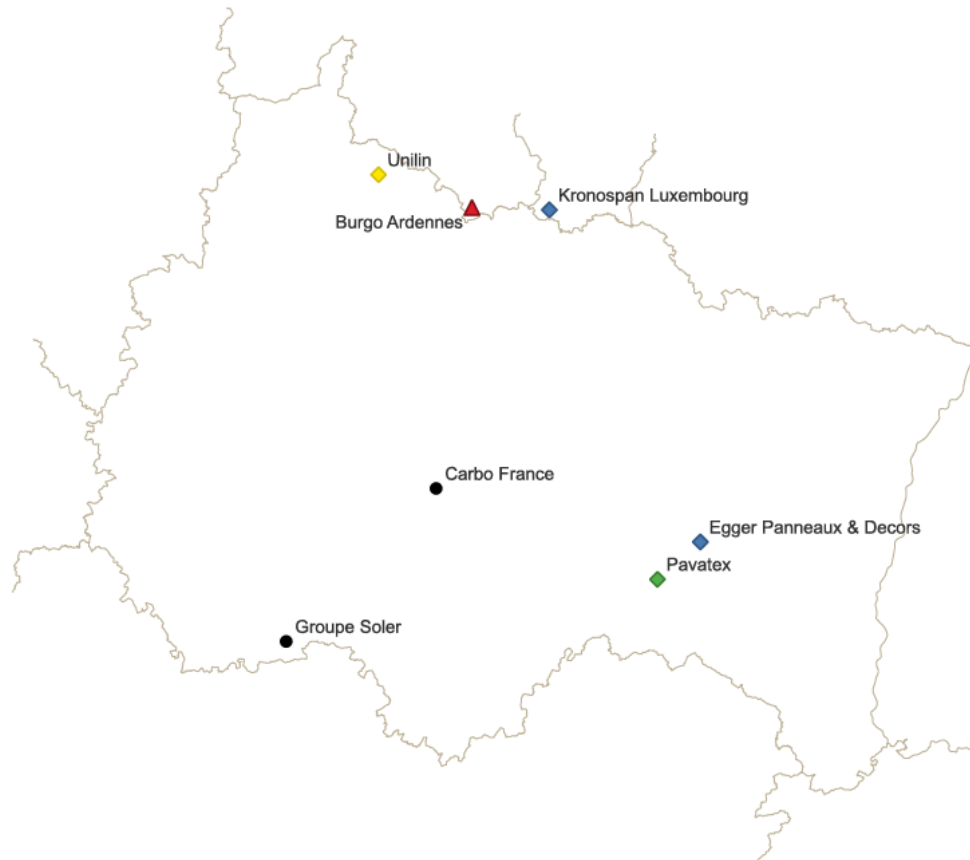 Unilin
Kronospan Luxembourg
Burgo Ardennes
Carbo France
Egger Panneaux & Decors
Pavatex
Groupe Soler